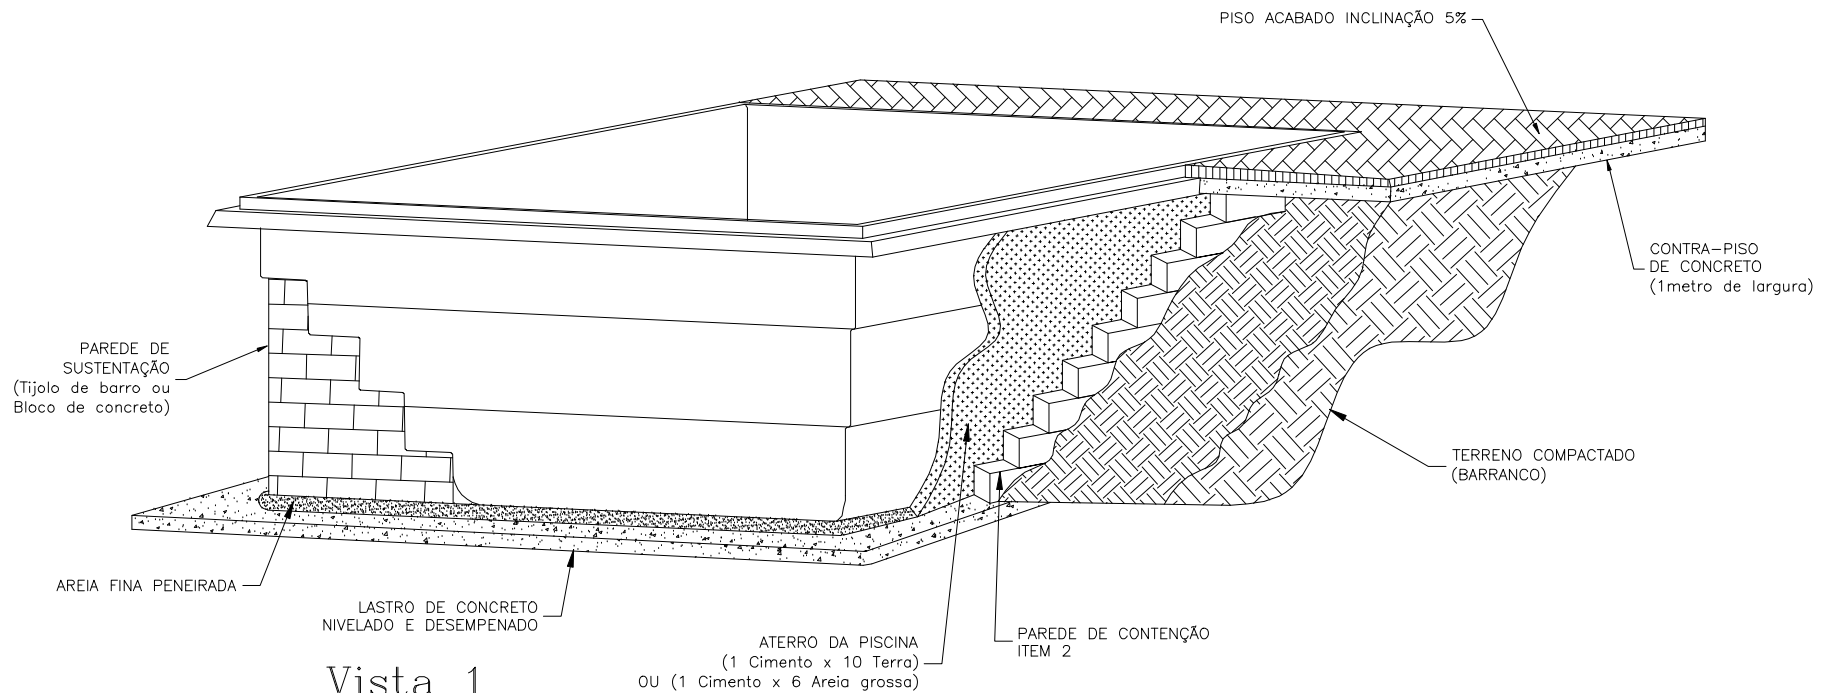 PISO ACABADO INCLINAÇÃO 5%
CONTRA-PISO
DE CONCRETO
(1metro de largura)
PAREDE DE
SUSTENTAÇÃO
(Tijolo de barro ou
Bloco de concreto)
TERRENO COMPACTADO
(BARRANCO)
AREIA FINA PENEIRADA
LASTRO DE CONCRETO
NIVELADO E DESEMPENADO
ATERRO DA PISCINA
(1 Cimento x 10 Terra)
OU (1 Cimento x 6 Areia grossa)
PAREDE DE CONTENÇÃO
ITEM 2
Vista 1